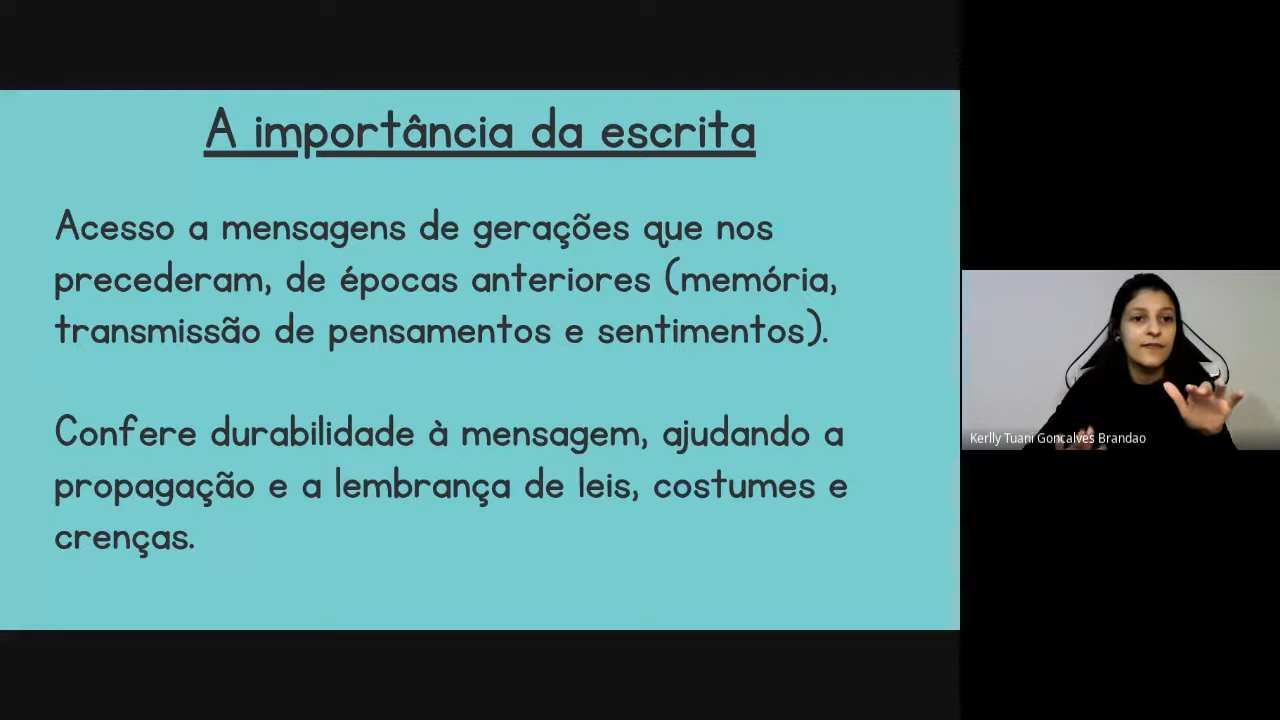 A importância da escrita
Acesso a mensagens de gerações que nos
precederam, de épocas anteriores (memória,
transmissão de pensamentos e sentimentos).
Confere durabilidade à mensagem, ajudando a
propagação e a lembrança de leis, costumes e
crenças.
Kerlly Tuani Goncalves Brandao